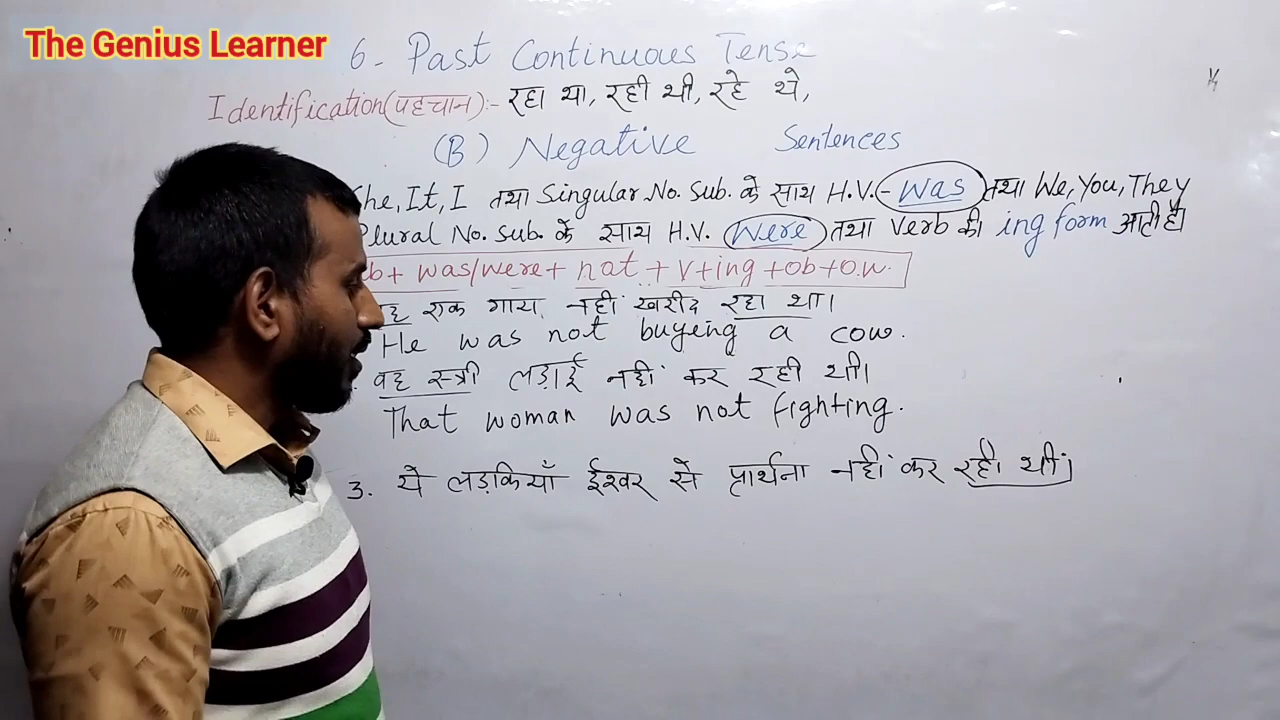 The Genius Learner
6- Past Continuous Tense
Identification(पहचान):- रहा था, रही थी, रहे थे,
(B) Negative Sentences
She, It, I तथा Singular No. Sub. के साथ H.V.- was तथा We, You, They
Plural No. Sub. के साथ H.V. were तथा Verb की ing form आती है।
b+ was/were+ not + v+ing +ob+o.w.
वह एक गाय नहीं खरीद रहा था।
He was not buyeing a cow.
वह स्त्री लड़ाई नहीं कर रही थी।
That woman was not fighting.
3. ये लड़कियाँ ईश्वर से प्रार्थना नहीं कर रही थीं।